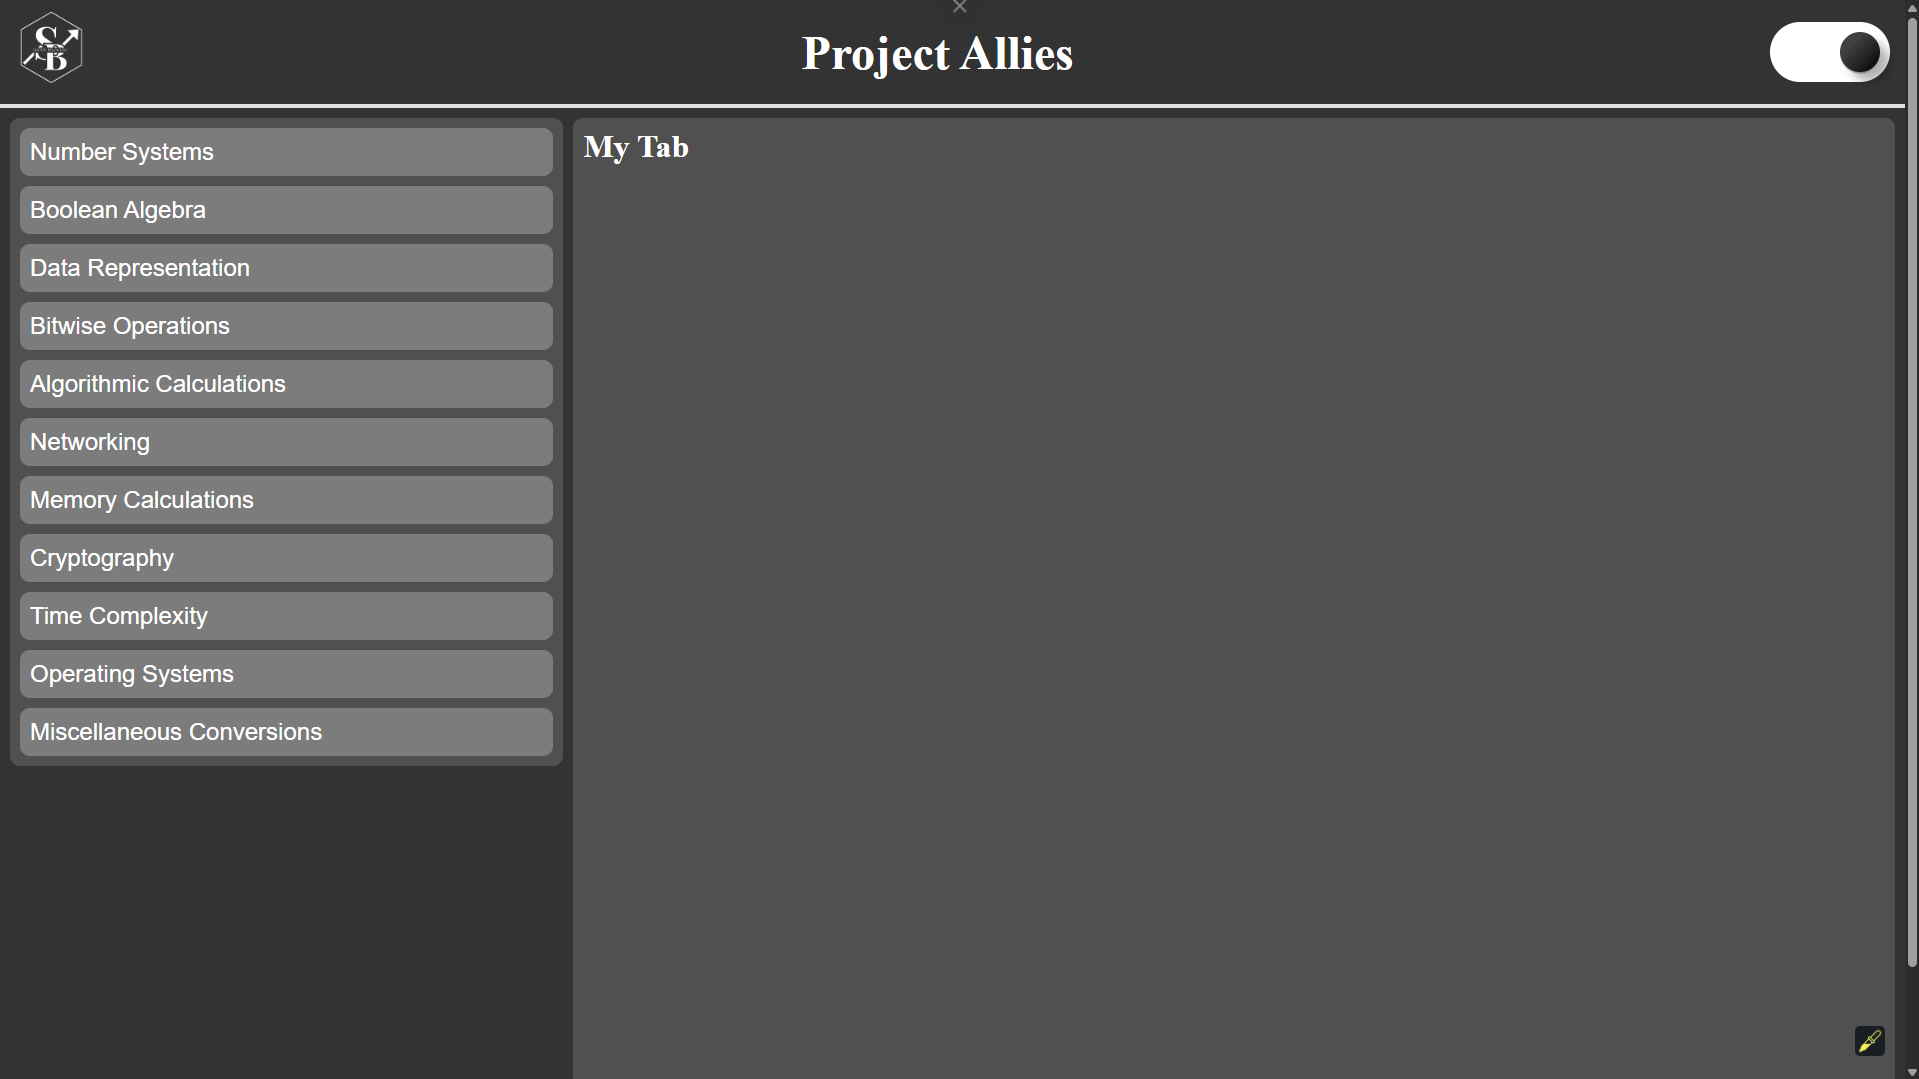 SB
Project Allies
Number Systems
Boolean Algebra
Data Representation
Bitwise Operations
Algorithmic Calculations
Networking
Memory Calculations
Cryptography
Time Complexity
Operating Systems
Miscellaneous Conversions
My Tab